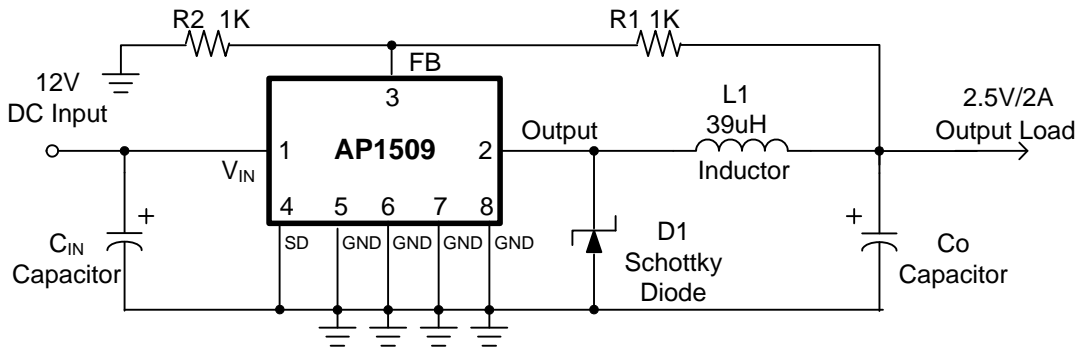 R2 1K
R1 1K
FB
12V
DC Input
3
L1
39uH
2.5V/2A
Output Load
Output
1
AP1509
2
VIN
Inductor
4
5
6
7
8
SD
GND
GND
GND
GND
CIN
Capacitor
+
D1
Schottky
Diode
+
Co
Capacitor